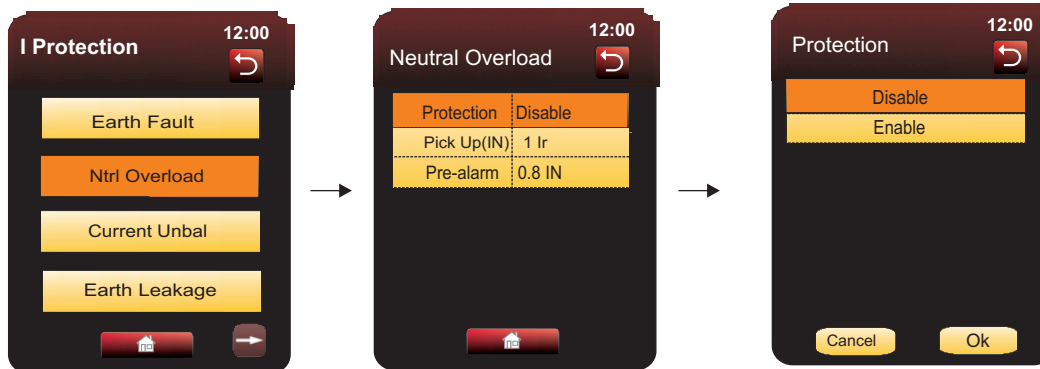 12:00
I Protection
Earth Fault
Ntrl Overload
Current Unbal
Earth Leakage
12:00
Neutral Overload
Protection Disable
Pick Up(IN) 1 Ir
Pre-alarm 0.8 IN
12:00
Protection
Disable
Enable
Cancel Ok